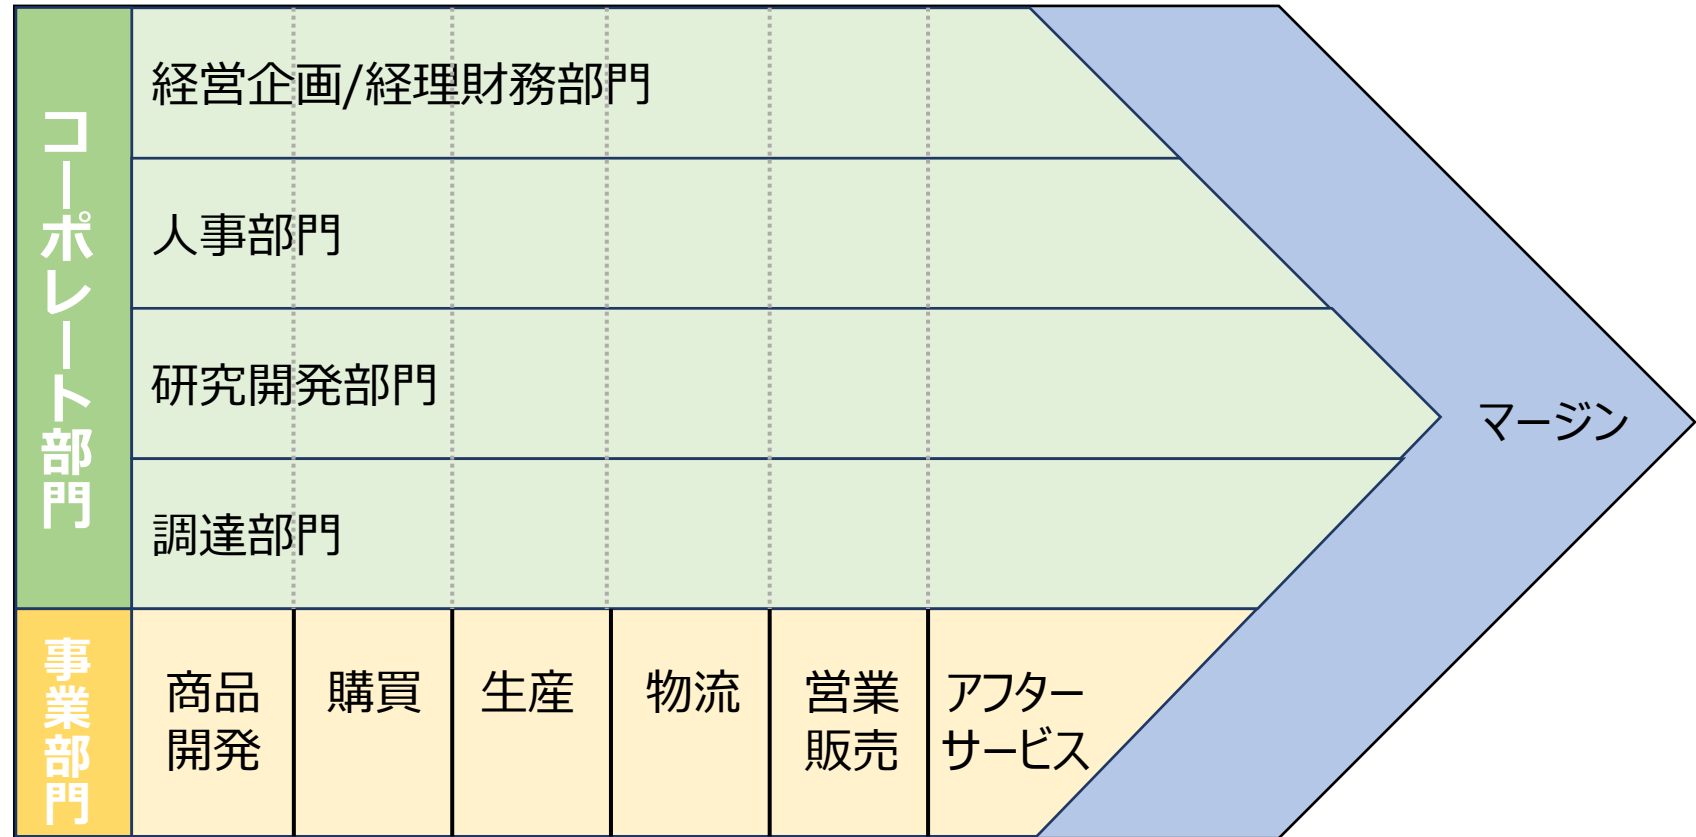 コーポレート部門
経営企画/経理財務部門
人事部門
研究開発部門
調達部門
マージン
事業部門
商品
開発
購買
生産
物流
営業
販売
アフター
サービス